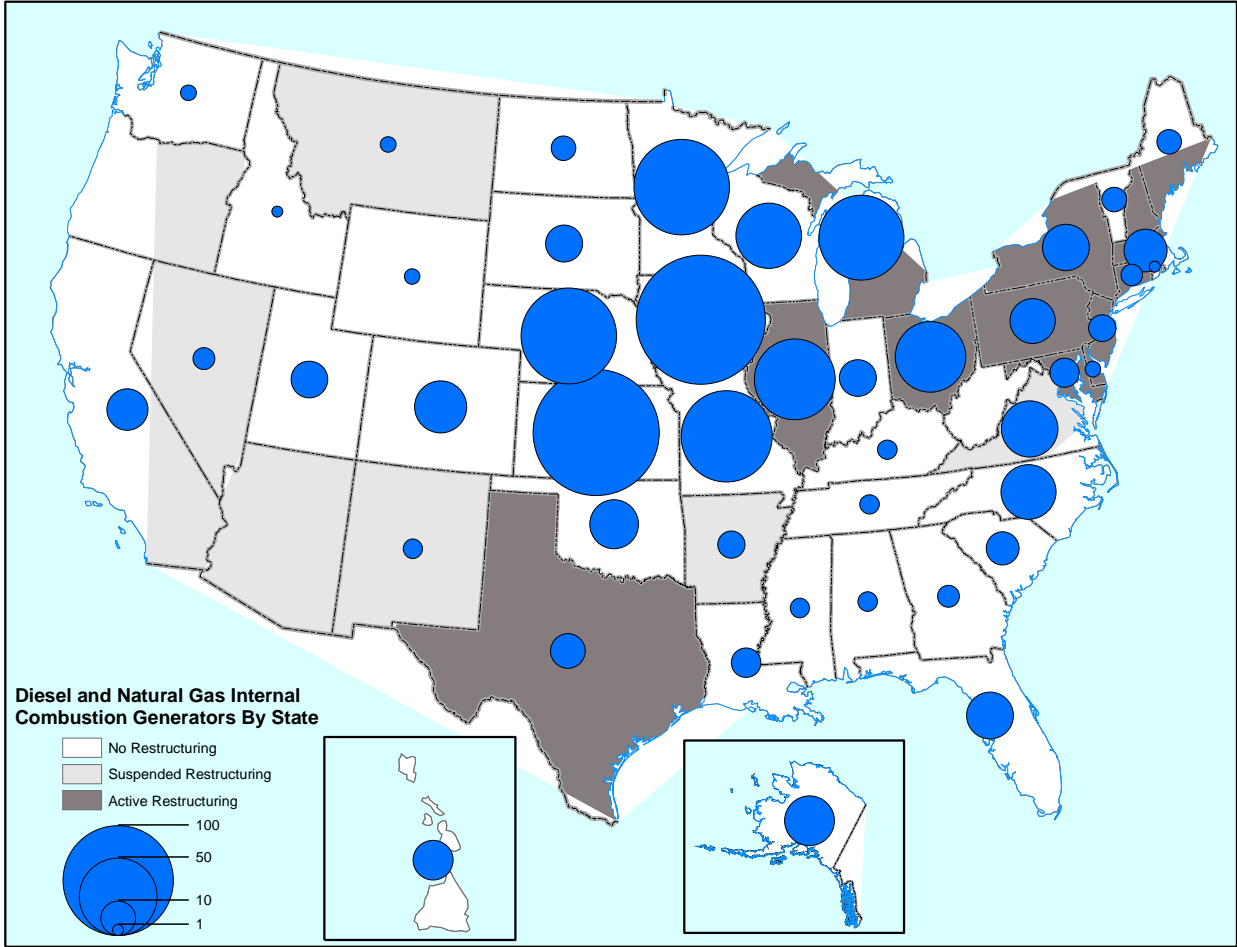 Diesel and Natural Gas Internal
Combustion Generators By State
No Restructuring
Suspended Restructuring
Active Restructuring
100
50
10
1